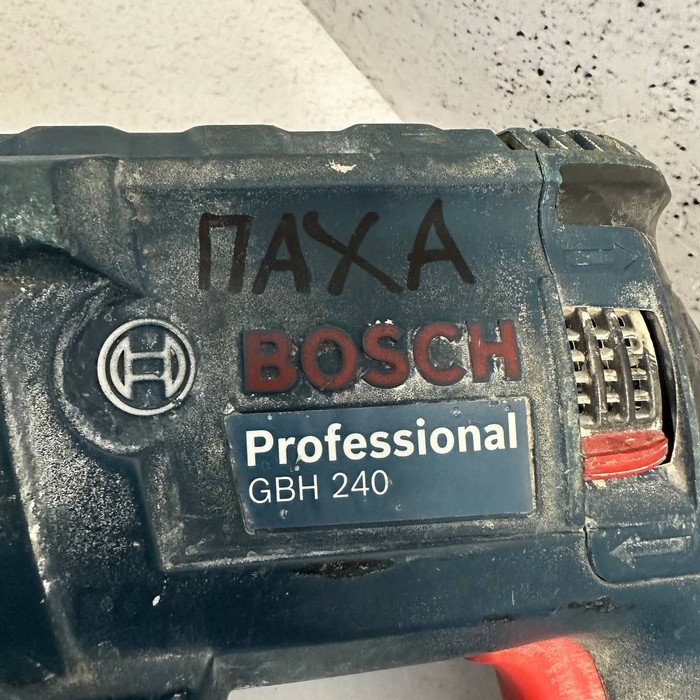 ПАХА
BOSCH
Professional
GBH 240